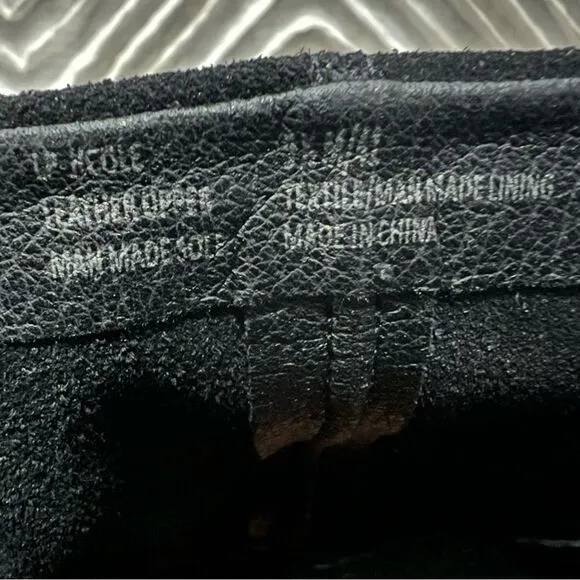 LEATHER UPPER
MAN MADE SOLE
TEXTILE/MAN MADE LINING
MADE IN CHINA